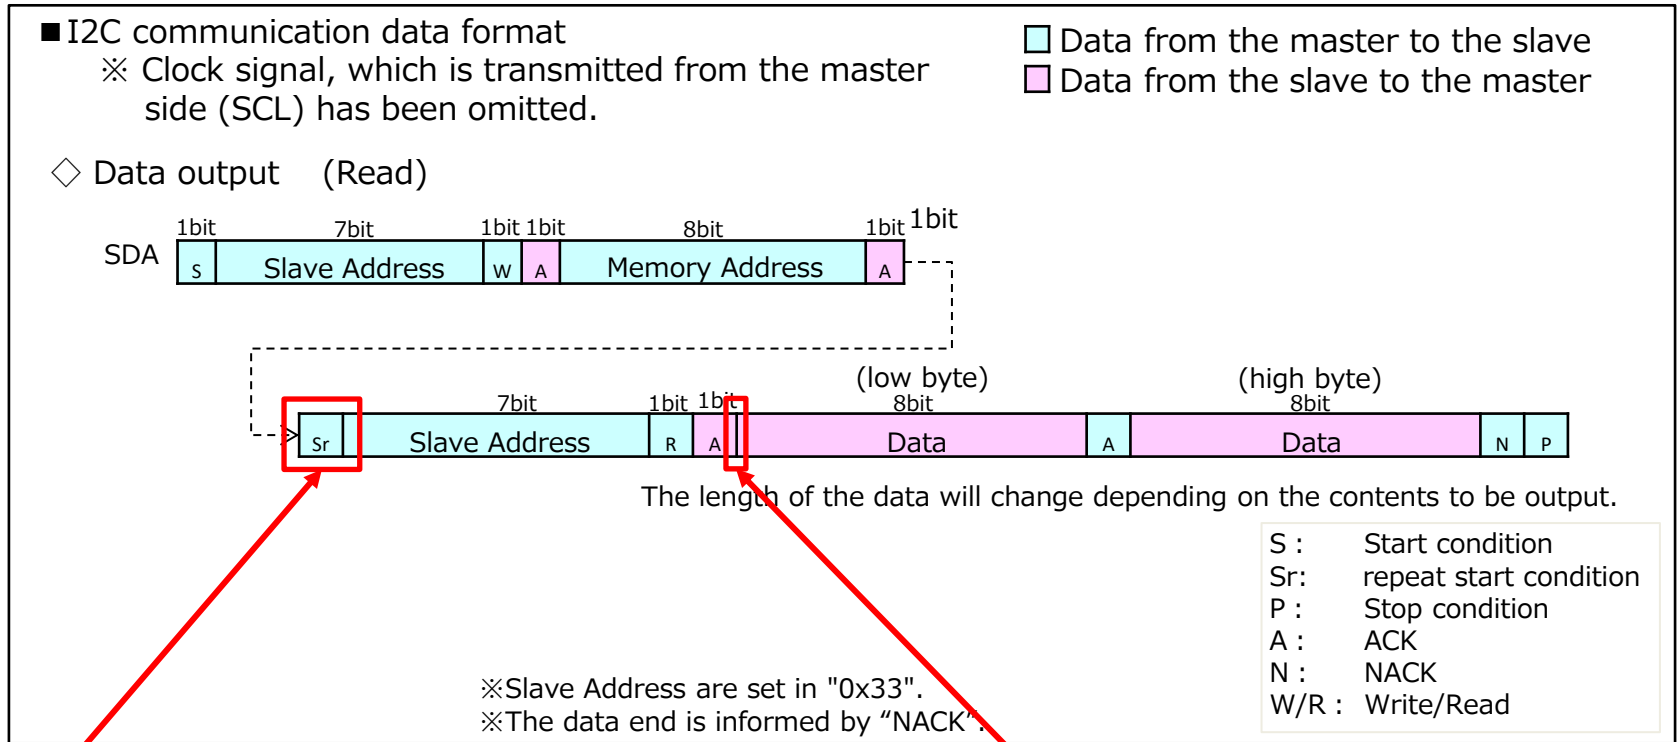 ■I2C communication data format
※ Clock signal, which is transmitted from the master
side (SCL) has been omitted.
Data from the master to the slave
Data from the slave to the master
◇ Data output (Read)
1bit 7bit 1bit 1bit 8bit 1bit 1bit
SDA S Slave Address W A Memory Address A
(low byte) (high byte)
7bit 1bit 1bit 8bit 8bit
Sr Slave Address R A Data A Data N P
The length of the data will change depending on the contents to be output.
S : Start condition
Sr: repeat start condition
P : Stop condition
A : ACK
N : NACK
W/R : Write/Read
※Slave Address are set in "0x33".
※The data end is informed by “NACK”.